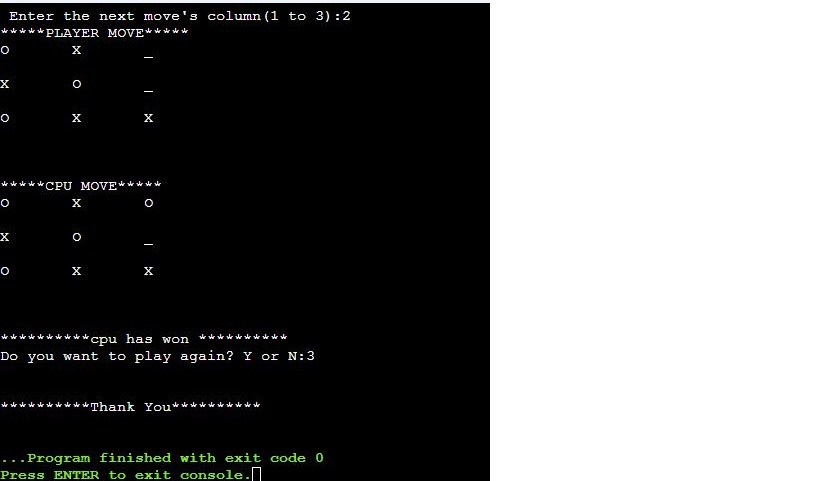 Enter the next move's column(1 to 3):2
*****PLAYER MOVE*****
O X _
X O _
O X X
*****CPU MOVE*****
O X O
X O _
O X X
**********cpu has won **********
Do you want to play again? Y or N:3
**********Thank You**********
...Program finished with exit code 0
Press ENTER to exit console.